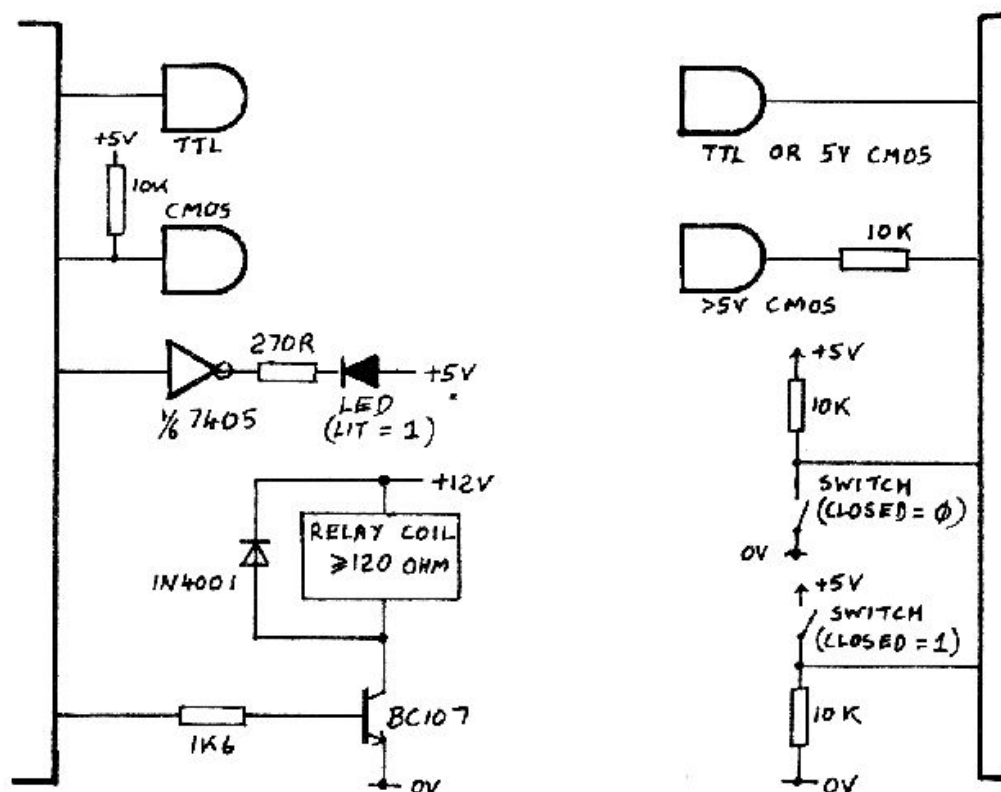 TTL
+5V
10K
CMOS
270R
+5V
1/6 7405
LED
(LIT = 1)
+12V
RELAY COIL
≥120 OHM
1N4001
1K6
BC107
0V
TTL OR 5V CMOS
10K
>5V CMOS
+5V
10K
SWITCH
(CLOSED=0)
0V
+5V
SWITCH
(CLOSED=1)
10K
0V